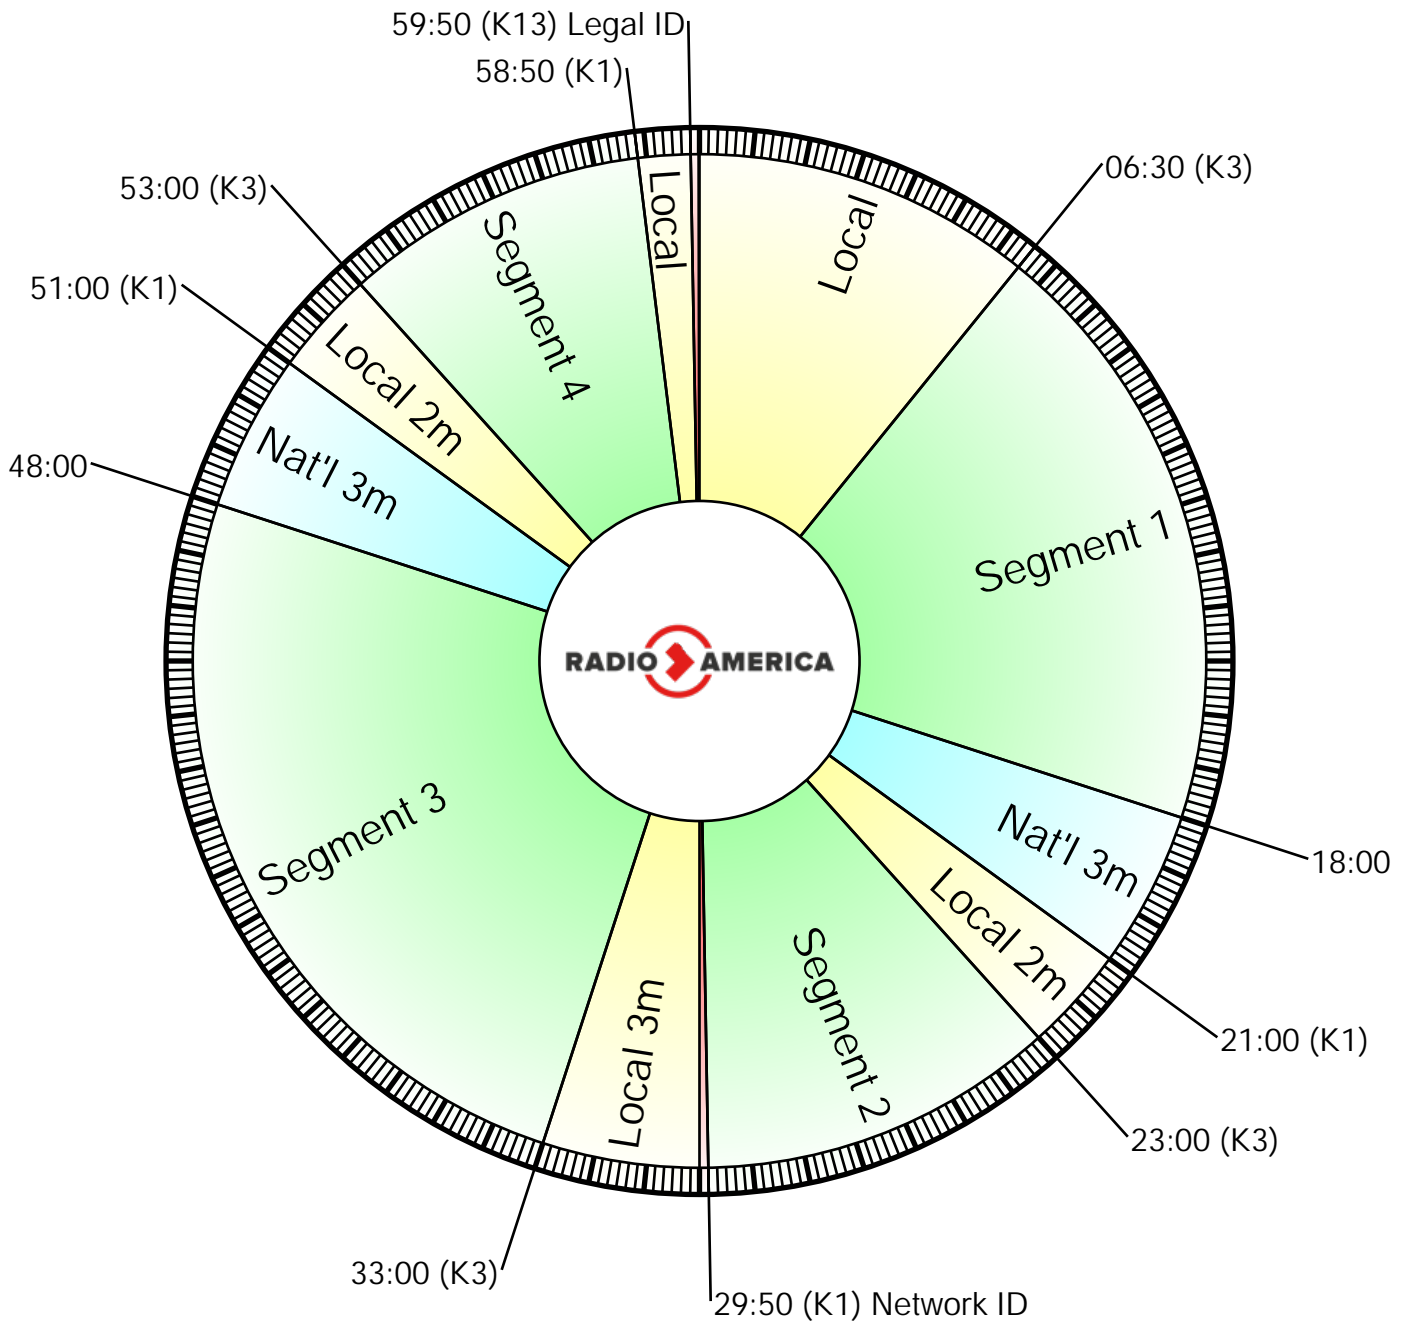 59:50 (K13) Legal ID
58:50 (K1)
06:30 (K3)
53:00 (K3)
51:00 (K1)
48:00
18:00
21:00 (K1)
23:00 (K3)
33:00 (K3)
29:50 (K1) Network ID
Local
Segment 1
Nat'l 3m
Local 2m
Segment 2
Local 3m
Segment 3
Nat'l 3m
Local 2m
Segment 4
Local
RADIO AMERICA